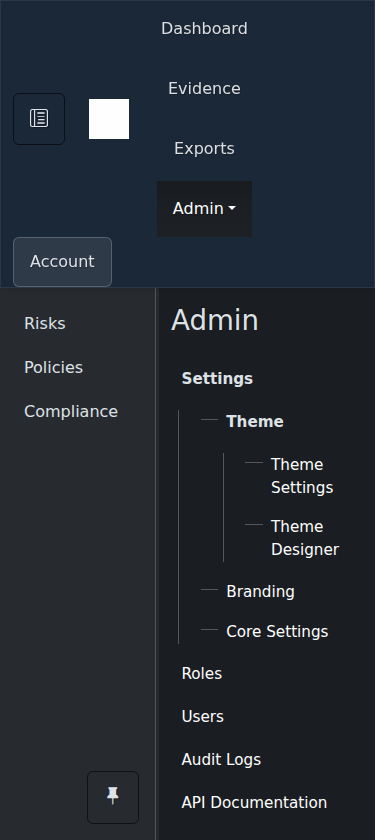 Dashboard
Evidence
Exports
Admin
Account
Risks
Policies
Compliance
Admin
Settings
Theme
Theme
Settings
Theme
Designer
Branding
Core Settings
Roles
Users
Audit Logs
API Documentation